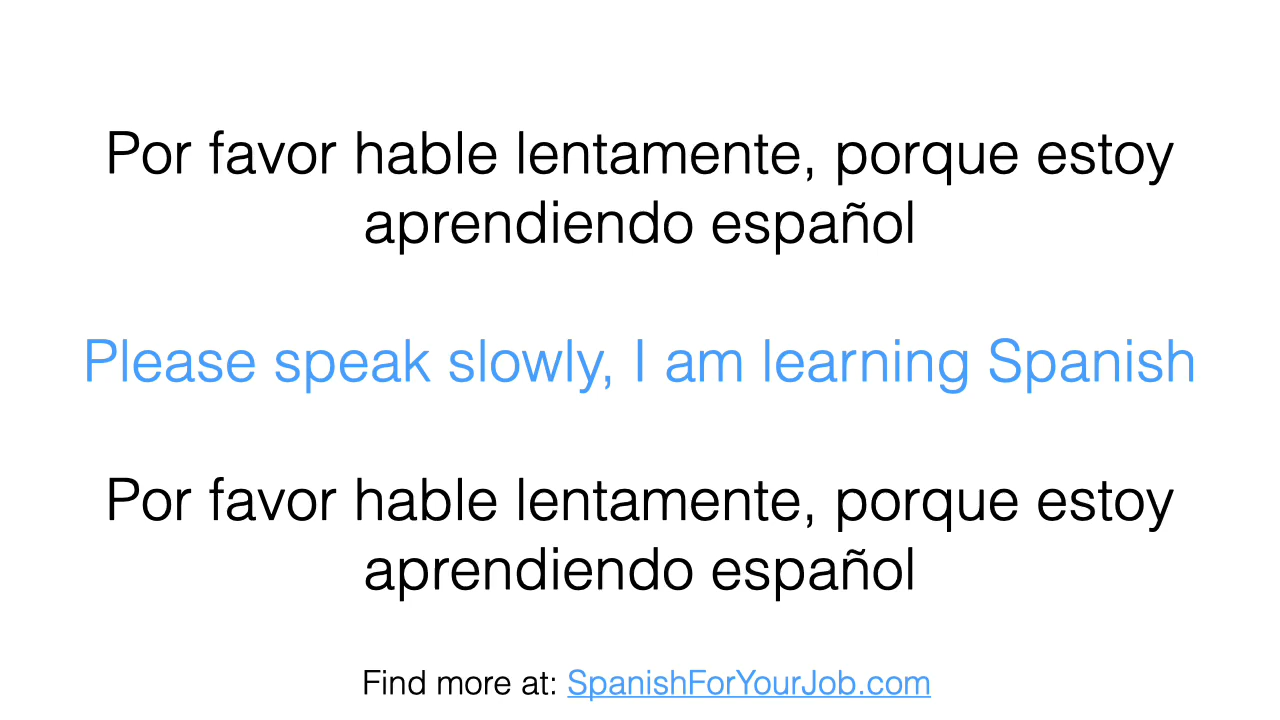 Por favor hable lentamente, porque estoy
aprendiendo español
Please speak slowly, I am learning Spanish
Por favor hable lentamente, porque estoy
aprendiendo español
Find more at: SpanishForYourJob.com